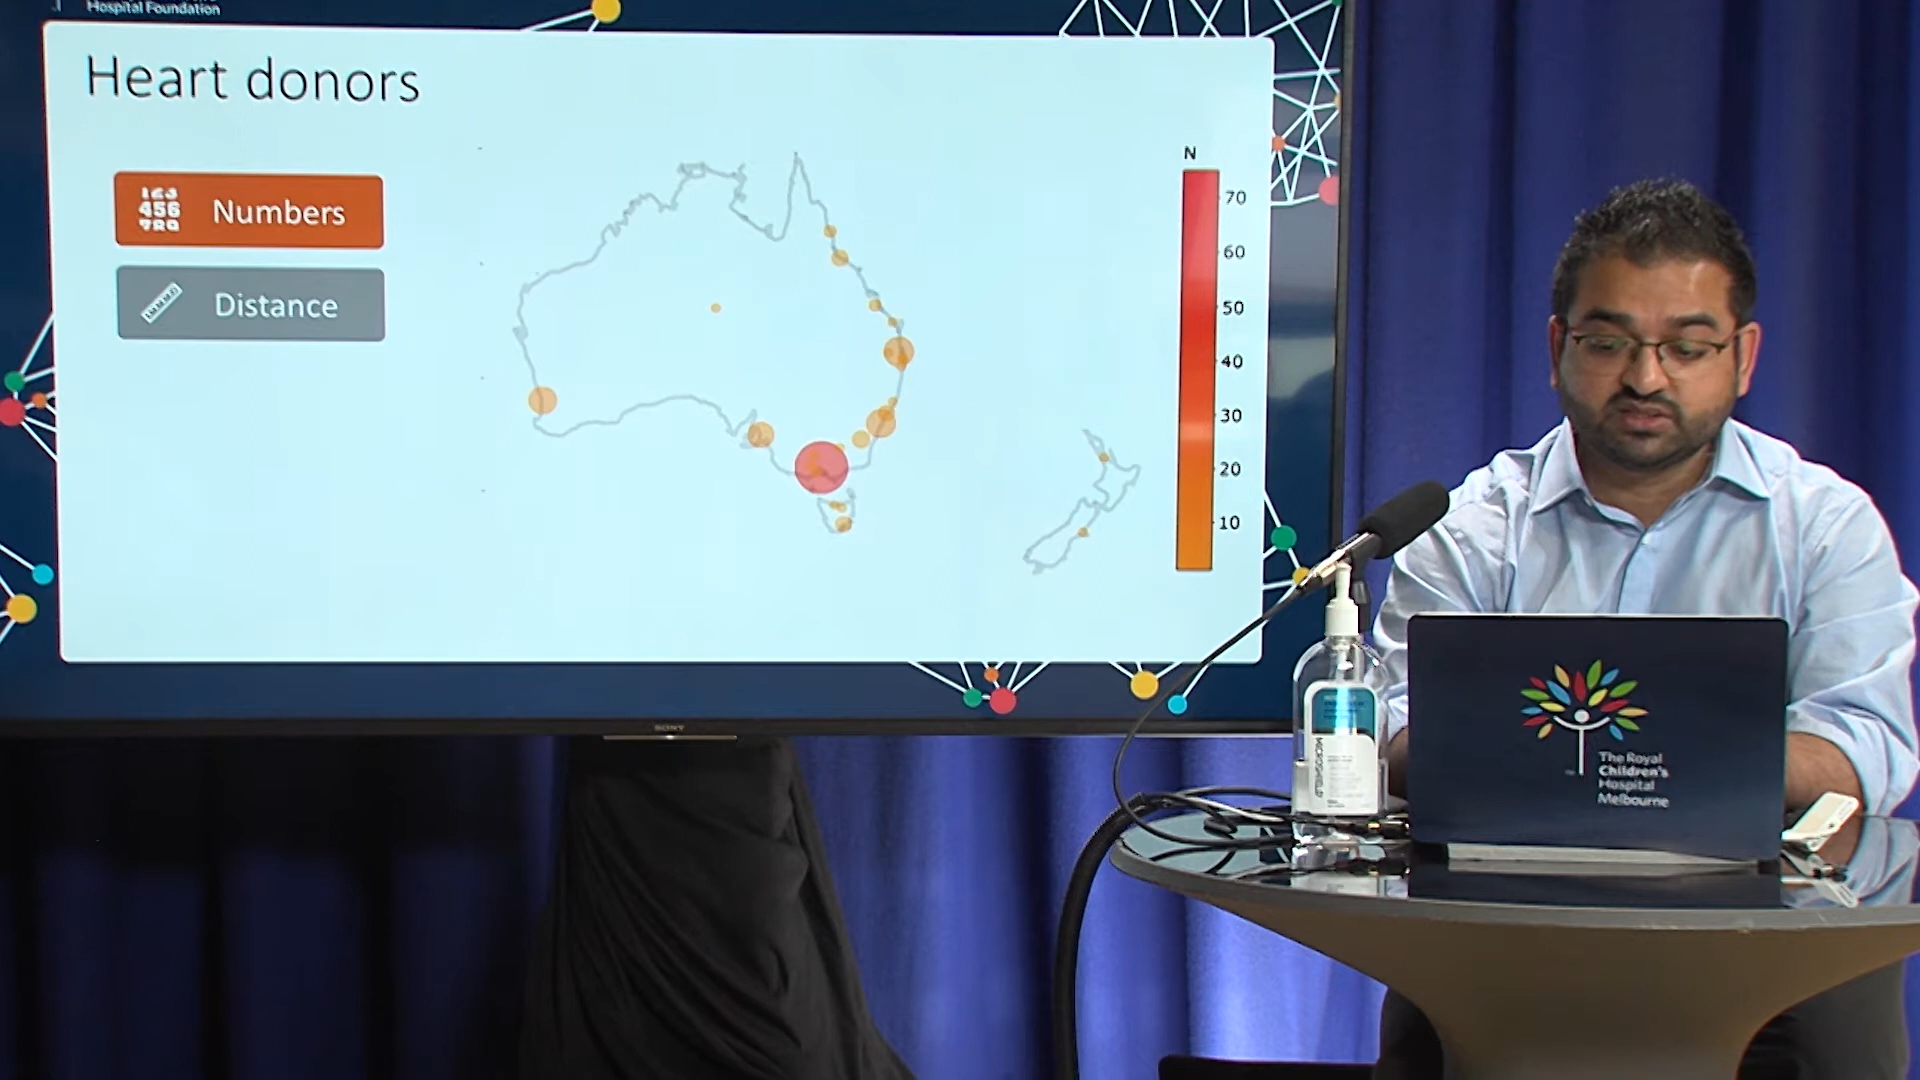 Hospital Foundation
Heart donors
123
456
789
Numbers
Distance
N
70
60
50
40
30
20
10
SONY
MICROSHIELD
The Royal
Children's
Hospital
Melbourne